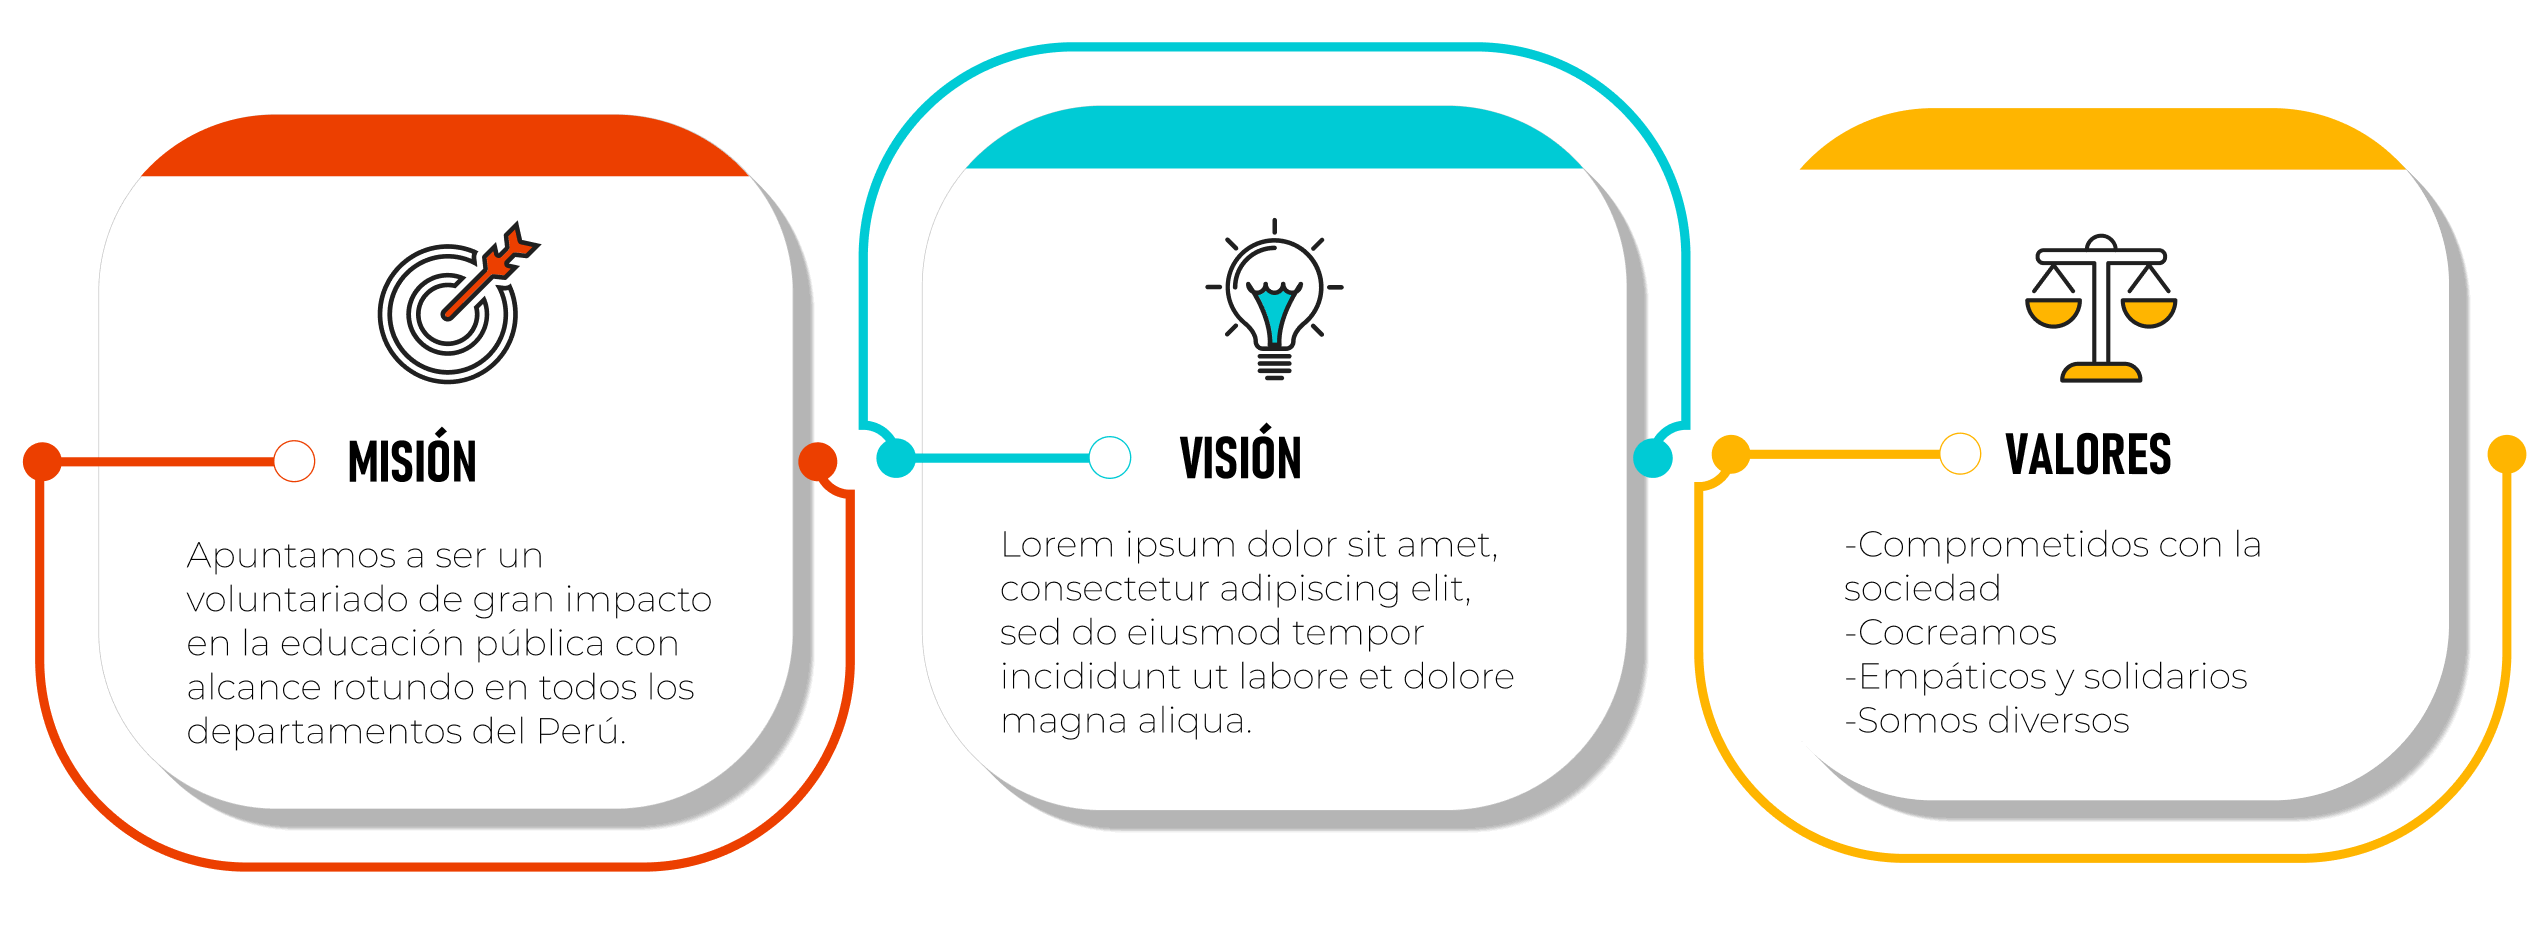 MISIÓN
Apuntamos a ser un
voluntariado de gran impacto
en la educación pública con
alcance rotundo en todos los
departamentos del Perú.
VISIÓN
Lorem ipsum dolor sit amet,
consectetur adipiscing elit,
sed do eiusmod tempor
incididunt ut labore et dolore
magna aliqua.
VALORES
-Comprometidos con la
sociedad
-Cocreamos
-Empáticos y solidarios
-Somos diversos